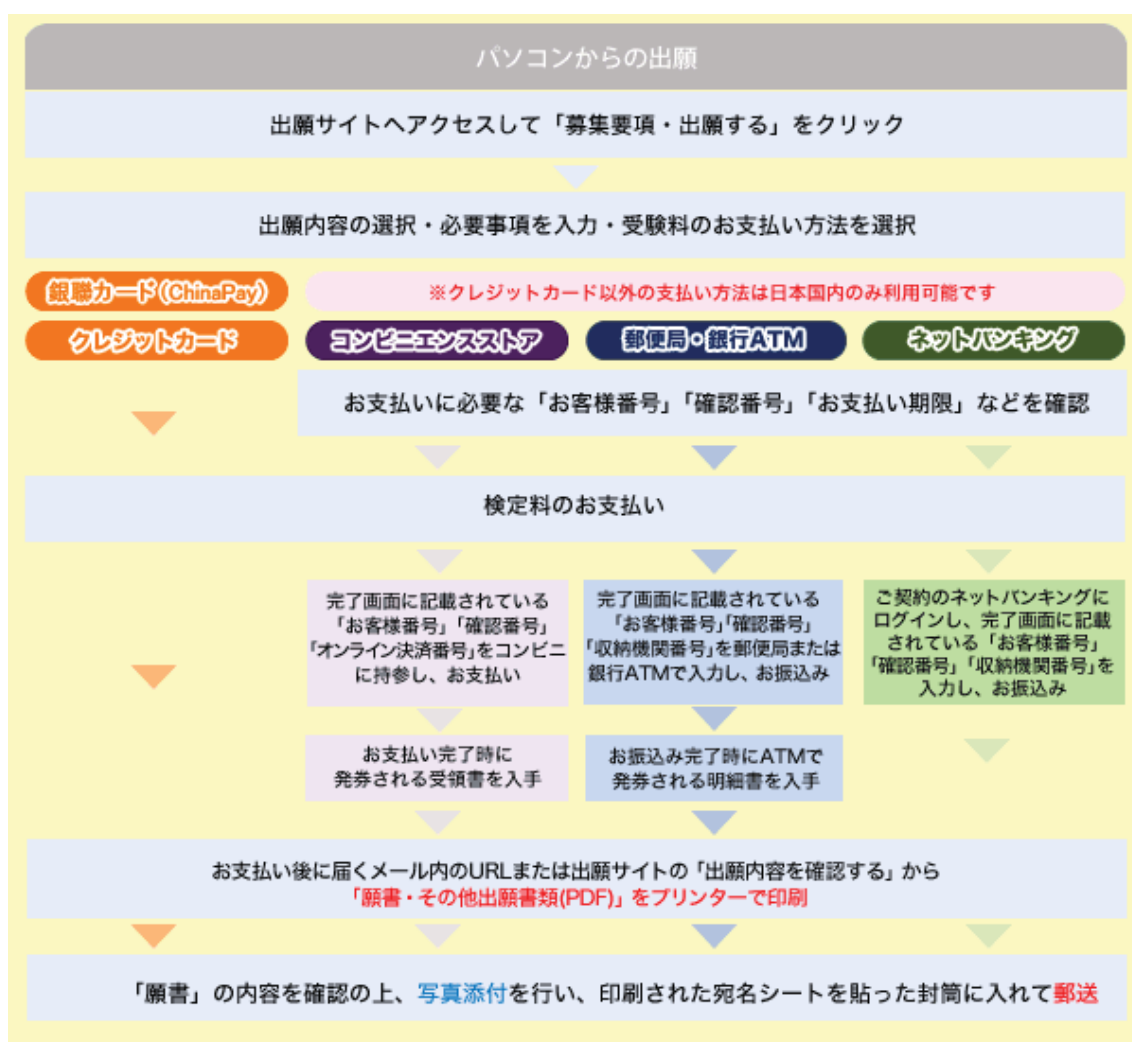 パソコンからの出願
出願サイトへアクセスして「募集要項・出願する」をクリック
出願内容の選択・必要事項を入力・受験料のお支払い方法を選択
銀聯カード(ChinaPay)
※クレジットカード以外の支払い方法は日本国内のみ利用可能です
クレジットカード
コンビニエンスストア
郵便局・銀行ATM
ネットバンキング
お支払いに必要な「お客様番号」「確認番号」「お支払い期限」などを確認
検定料のお支払い
完了画面に記載されている
「お客様番号」「確認番号」
「オンライン決済番号」をコンビニ
に持参し、お支払い
完了画面に記載されている
「お客様番号」「確認番号」
「収納機関番号」を郵便局または
銀行ATMで入力し、お振込み
ご契約のネットバンキングに
ログインし、完了画面に記載
されている「お客様番号」
「確認番号」「収納機関番号」を
入力し、お振込み
お支払い完了時に
発券される受領書を入手
お振込み完了時にATMで
発券される明細書を入手
お支払い後に届くメール内のURLまたは出願サイトの「出願内容を確認する」から
「願書・その他出願書類(PDF)」をプリンターで印刷
「願書」の内容を確認の上、写真添付を行い、印刷された宛名シートを貼った封筒に入れて郵送